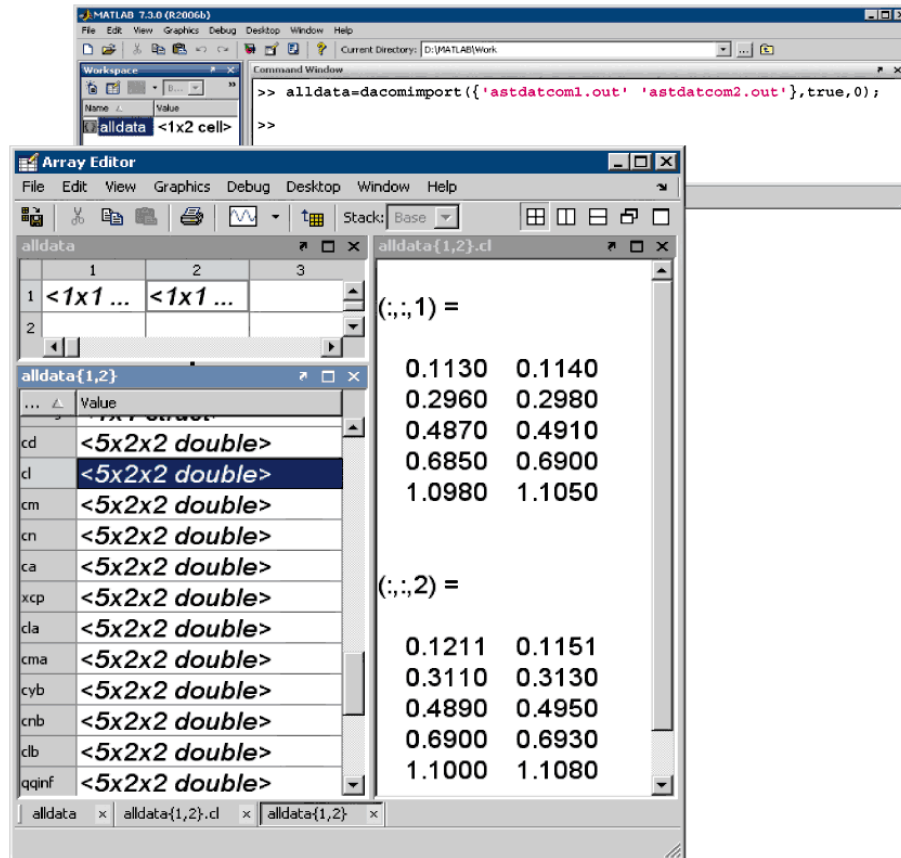 MATLAB 7.3.0 (R2006b)
File Edit View Graphics Debug Desktop Window Help
Current Directory: D:\MATLAB\Work
Workspace
Name Value
alldata <1x2 cell>
Command Window
>> alldata=dacomimport({'astdatcom1.out' 'astdatcom2.out'},true,0);
>>
Array Editor
File Edit View Graphics Debug Desktop Window Help
Stack: Base
alldata
1 2 3
1 <1x1 ... <1x1 ...
2
alldata{1,2}
... Value
cd <5x2x2 double>
cl <5x2x2 double>
cm <5x2x2 double>
cn <5x2x2 double>
ca <5x2x2 double>
xcp <5x2x2 double>
cla <5x2x2 double>
cma <5x2x2 double>
cyb <5x2x2 double>
cnb <5x2x2 double>
clb <5x2x2 double>
qqinf <5x2x2 double>
alldata{1,2}.cl
(:,:,1) =
0.1130 0.1140
0.2960 0.2980
0.4870 0.4910
0.6850 0.6900
1.0980 1.1050
(:,:,2) =
0.1211 0.1151
0.3110 0.3130
0.4890 0.4950
0.6900 0.6930
1.1000 1.1080
alldata × alldata{1,2}.cl × alldata{1,2} ×